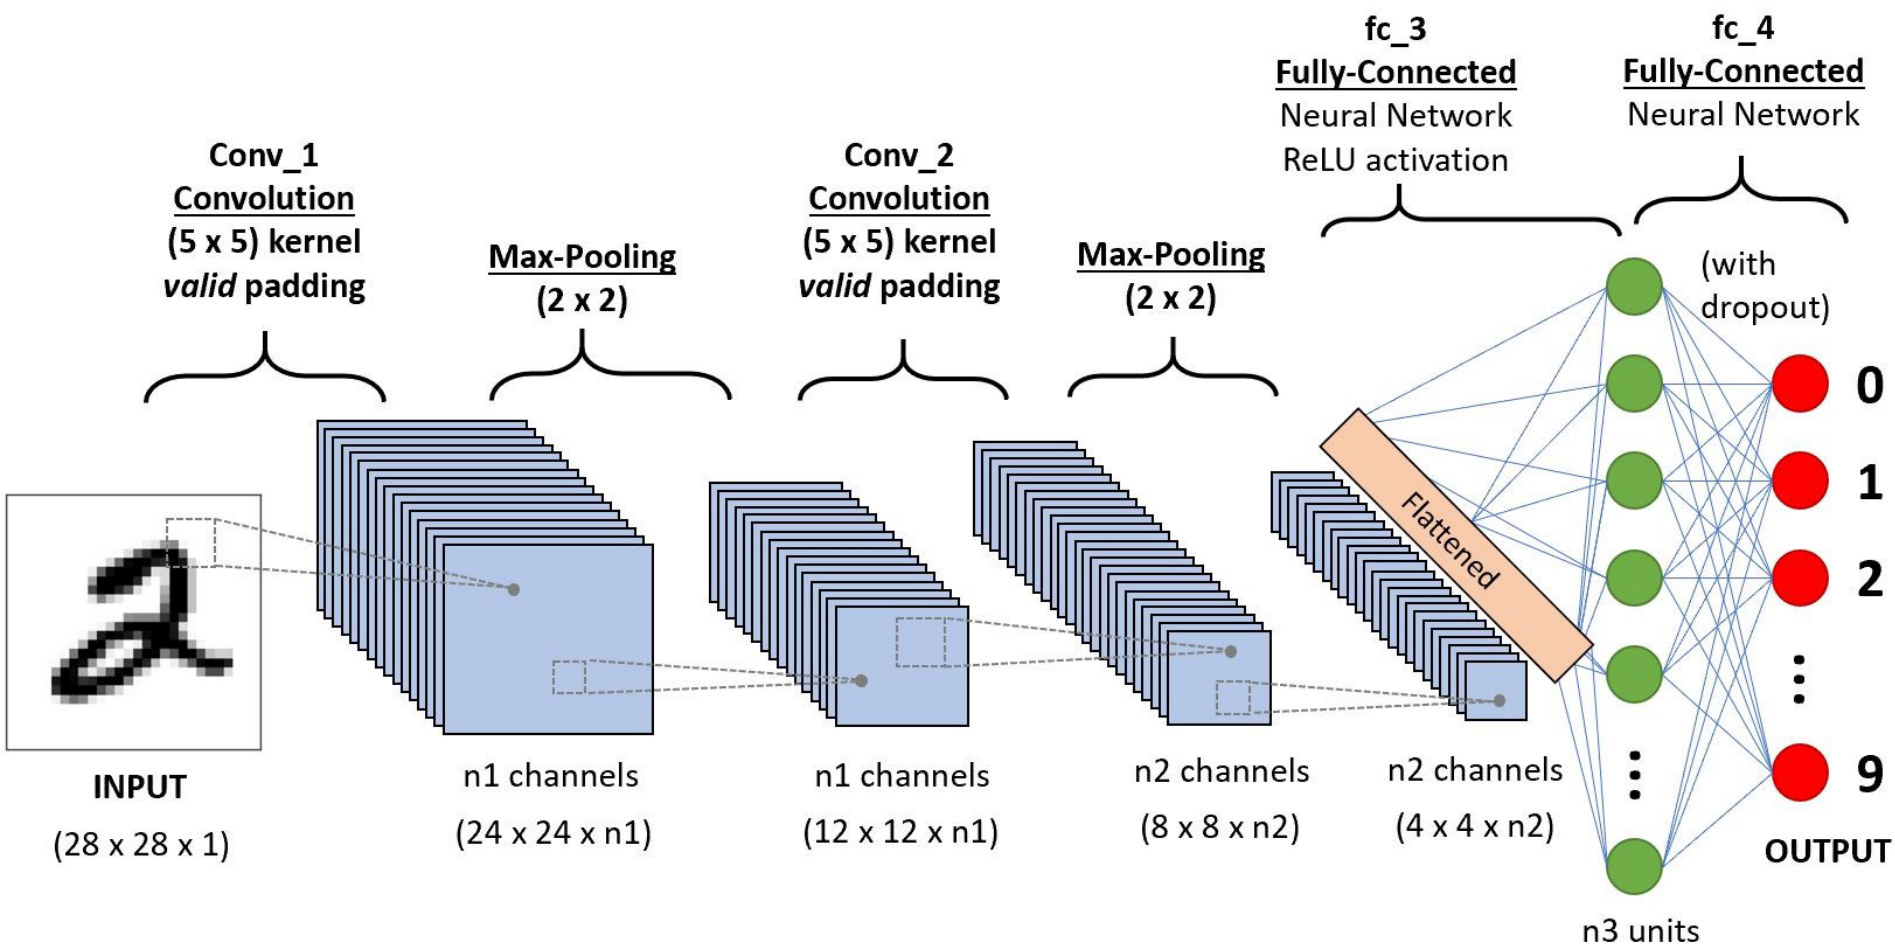 Conv_1
Convolution
(5 x 5) kernel
valid padding
Max-Pooling
(2 x 2)
Conv_2
Convolution
(5 x 5) kernel
valid padding
Max-Pooling
(2 x 2)
fc_3
Fully-Connected
Neural Network
ReLU activation
fc_4
Fully-Connected
Neural Network
(with
dropout)
Flattened
0
1
2
9
INPUT
(28 x 28 x 1)
n1 channels
(24 x 24 x n1)
n1 channels
(12 x 12 x n1)
n2 channels
(8 x 8 x n2)
n2 channels
(4 x 4 x n2)
n3 units
OUTPUT